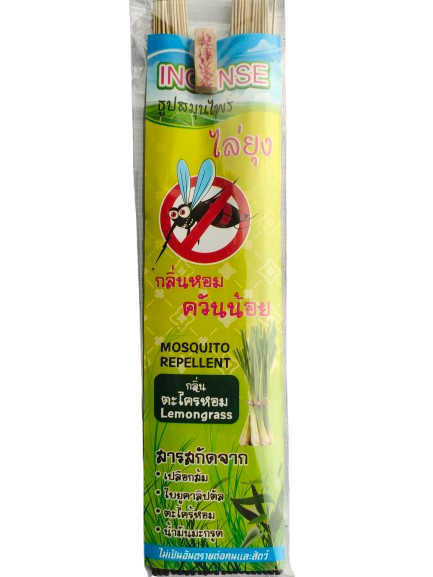 INCENSE
ธูปสมุนไพร
ไล่ยุง
กลิ่นหอม
ควันน้อย
MOSQUITO
REPELLENT
กลิ่น
ตะไคร้หอม
Lemongrass
สารสกัดจาก
• เปลือกส้ม
• ใบยูคาลิปตัส
• ตะไคร้หอม
• น้ำมันมะกรูด
ไม่เป็นอันตรายต่อคนและสัตว์